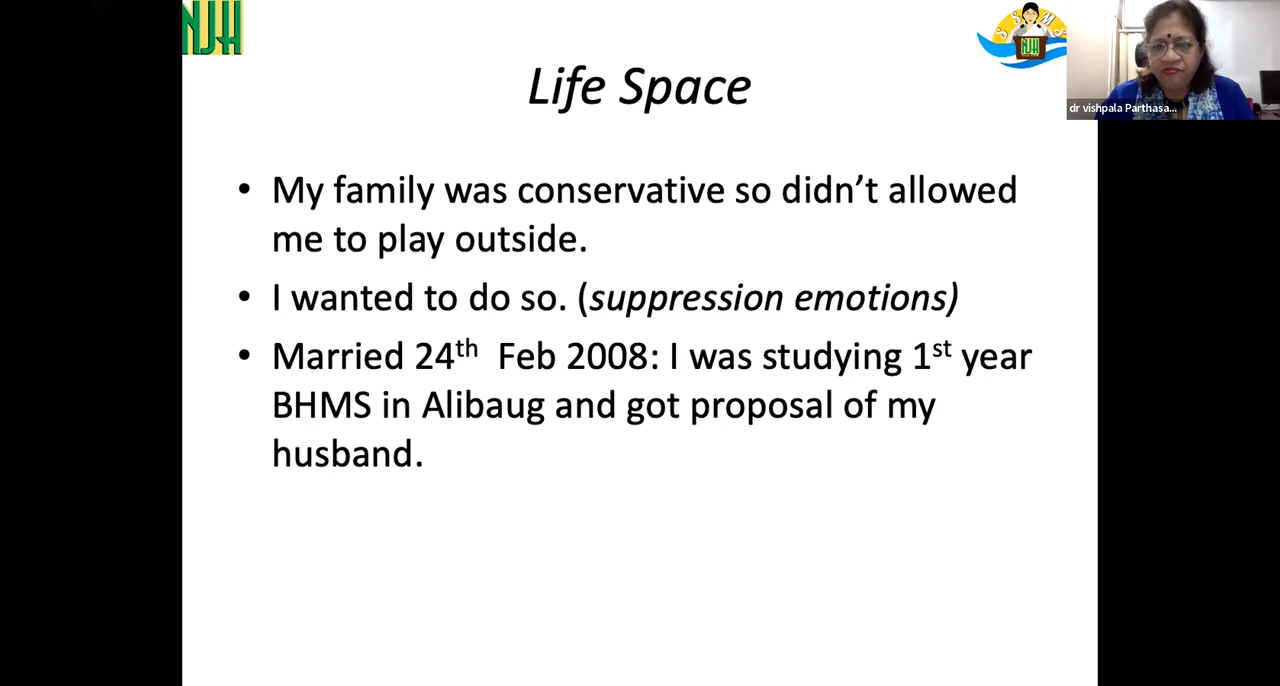 NJH
S S M S
NJH
Life Space
dr vishpala Parthasa...
• My family was conservative so didn’t allowed
me to play outside.
• I wanted to do so. (suppression emotions)
• Married 24th Feb 2008: I was studying 1st year
BHMS in Alibaug and got proposal of my
husband.